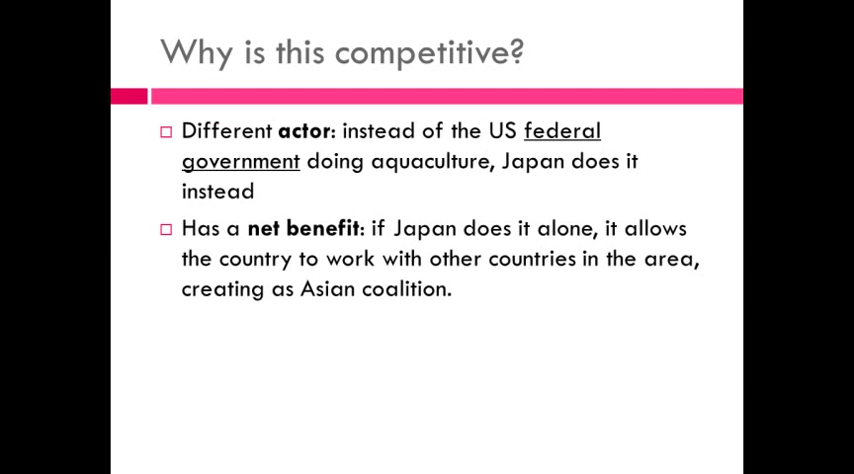 Why is this competitive?
Different actor: instead of the US federal
government doing aquaculture, Japan does it
instead
Has a net benefit: if Japan does it alone, it allows
the country to work with other countries in the area,
creating as Asian coalition.